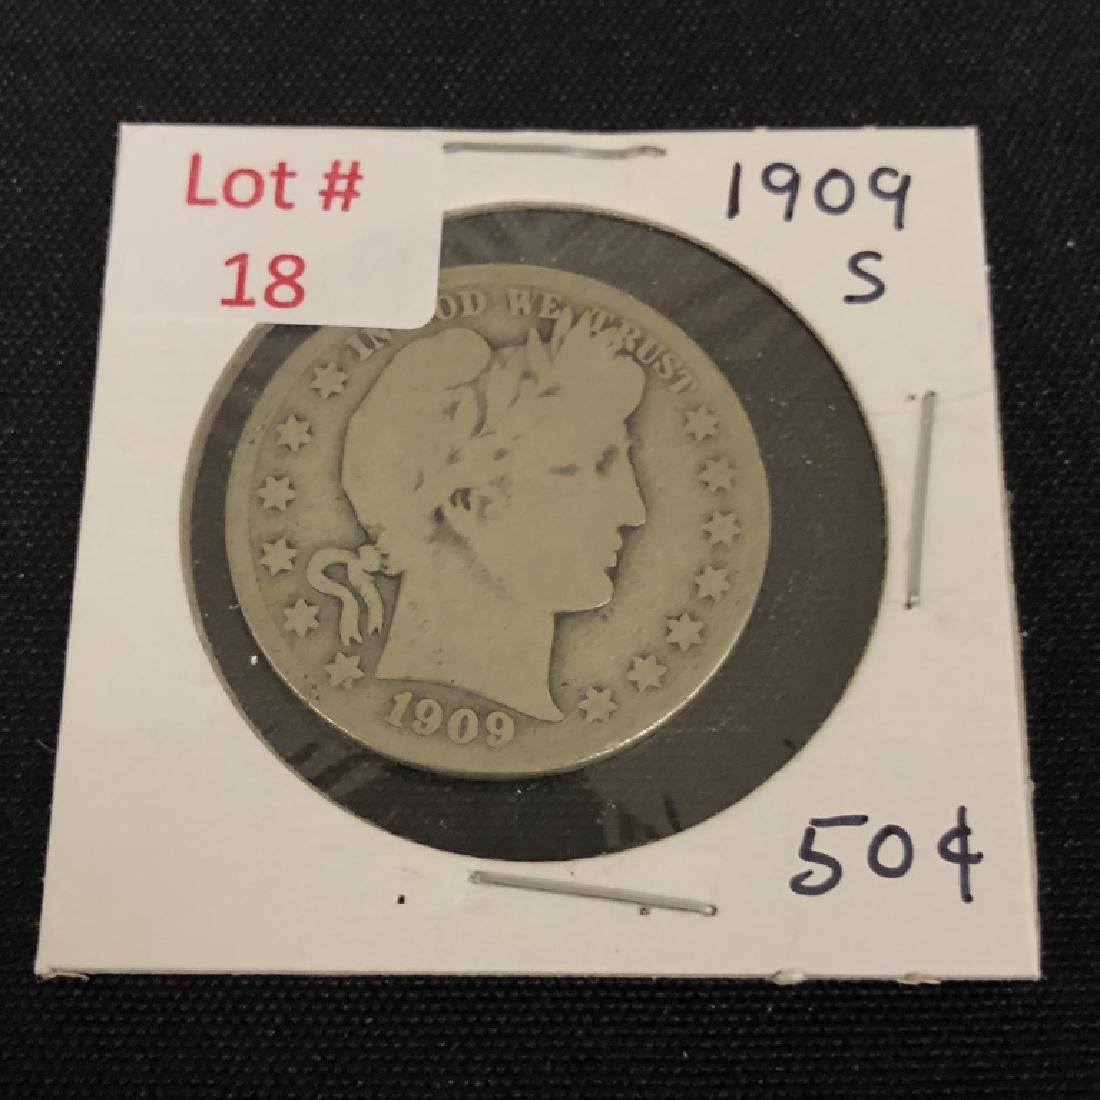 Lot #
18
1909
S
IN GOD WE TRUST
1909
50¢